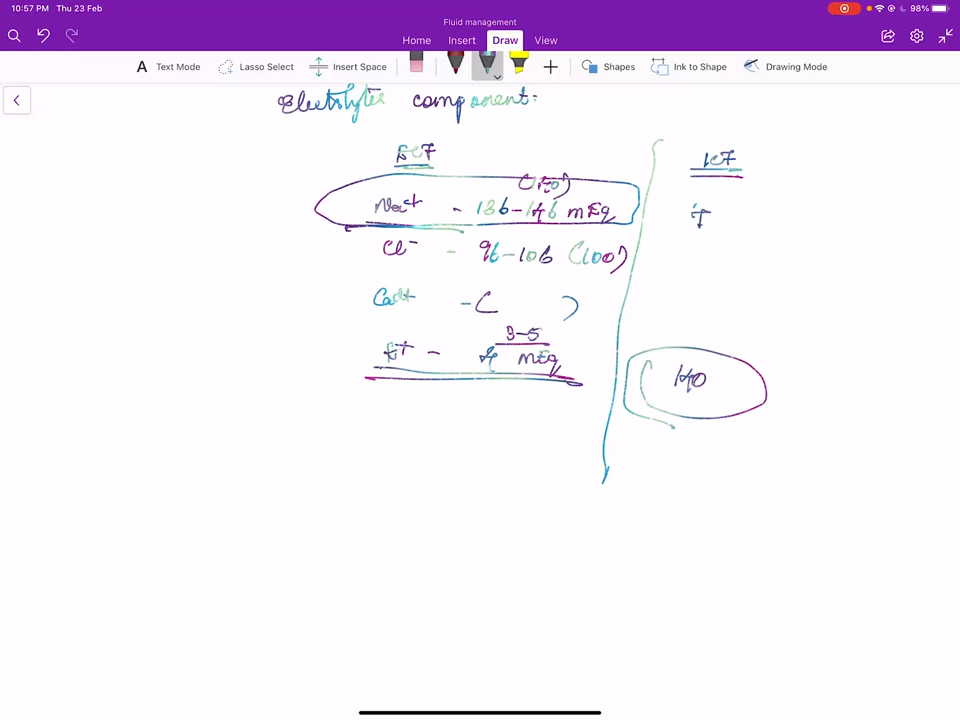 10:57 PM Thu 23 Feb
98%
Fluid management
Home Insert Draw View
Text Mode Lasso Select Insert Space Shapes Ink to Shape Drawing Mode
Electrolytes component:
ECF ICF
(140)
Na+ - 136-146 mEq
Cl- - 96-106 (100)
Ca2+ - ( )
3-5
K+ - 4 mEq
140